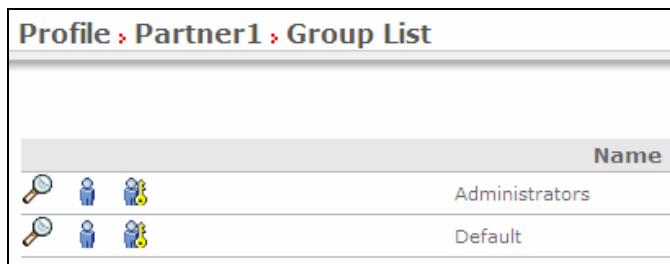 Profile Partner1 Group List
Name
Administrators
Default